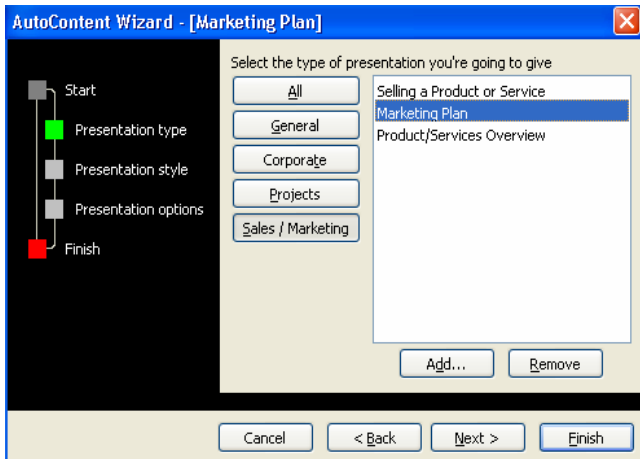 AutoContent Wizard - [Marketing Plan]
Select the type of presentation you're going to give
Start
Presentation type
Presentation style
Presentation options
Finish
All
General
Corporate
Projects
Sales / Marketing
Selling a Product or Service
Marketing Plan
Product/Services Overview
Add...
Remove
Cancel
< Back
Next >
Finish